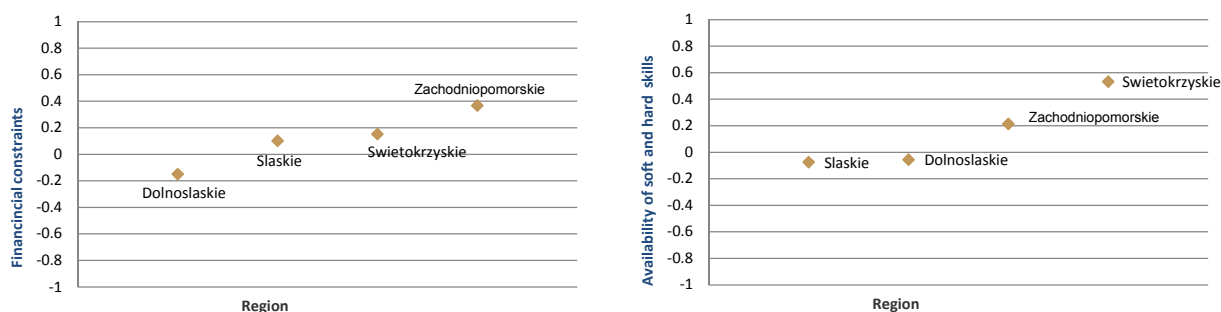 Financincial constraints
1
0.8
0.6
0.4
0.2
0
-0.2
-0.4
-0.6
-0.8
-1
Dolnoslaskie
Slaskie
Swietokrzyskie
Zachodniopomorskie
Region
Availability of soft and hard skills
1
0.8
0.6
0.4
0.2
0
-0.2
-0.4
-0.6
-0.8
-1
Slaskie
Dolnoslaskie
Zachodniopomorskie
Swietokrzyskie
Region